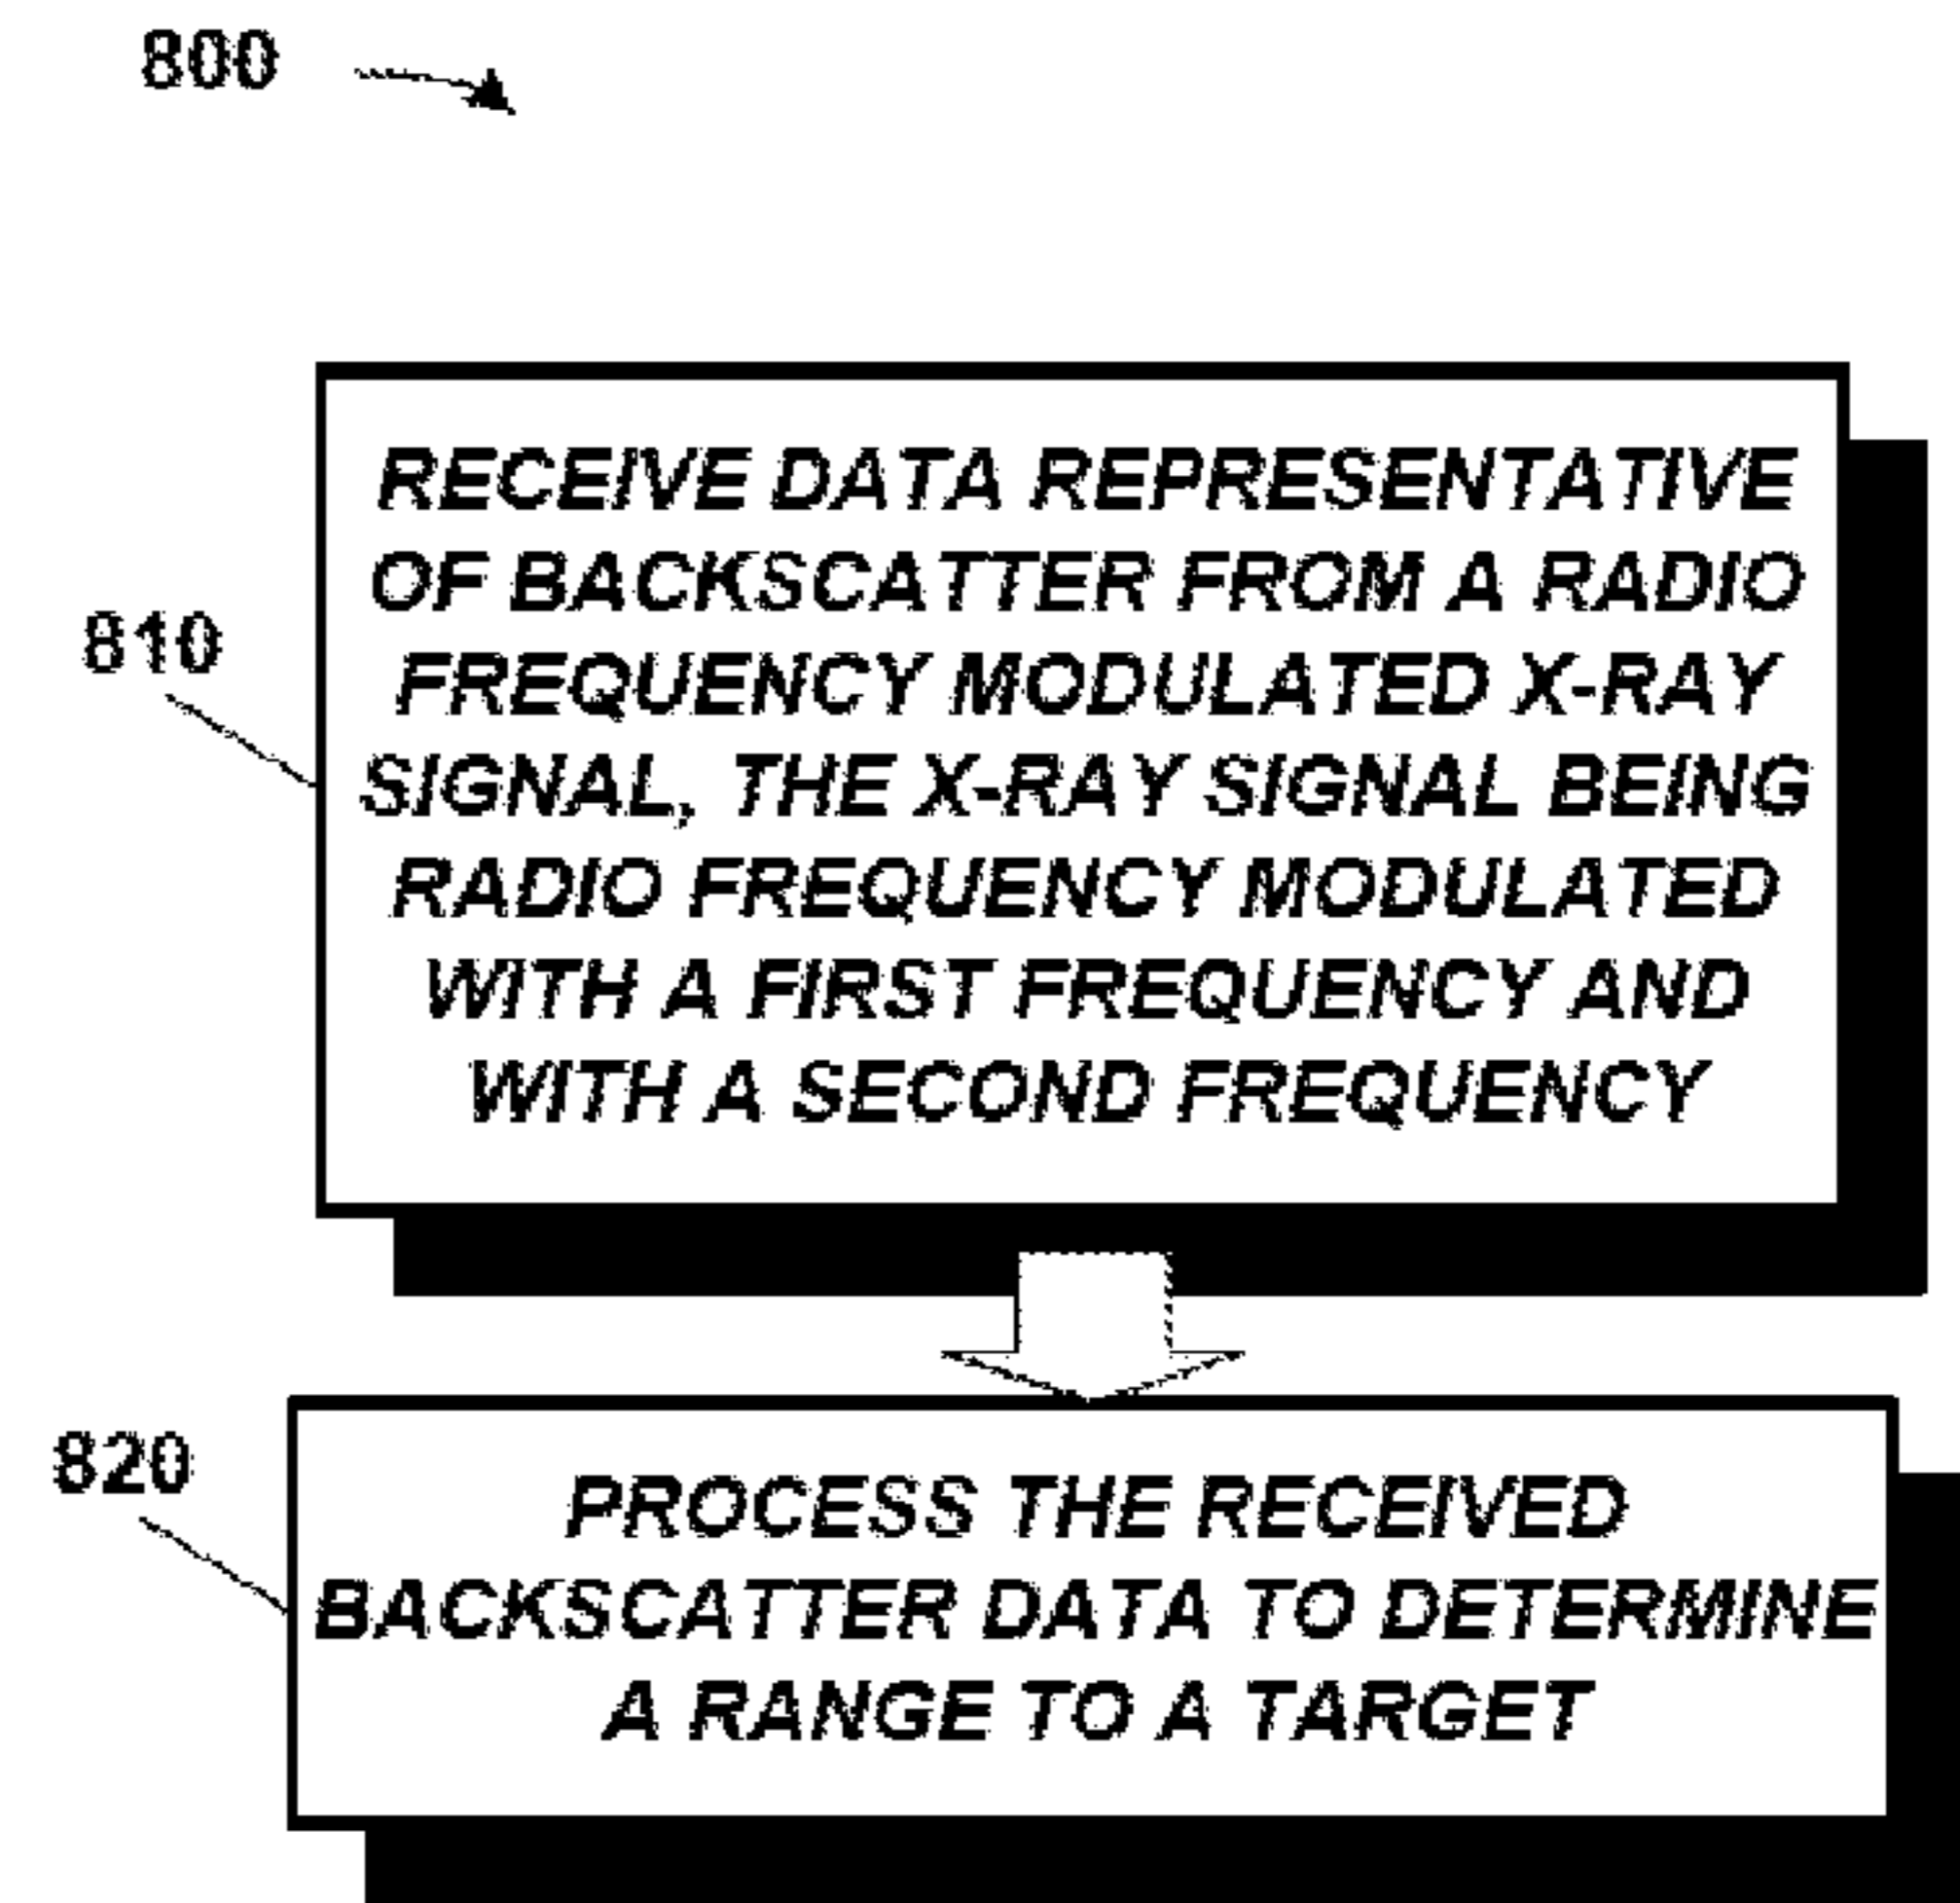 800
810
RECEIVE DATA REPRESENTATIVE
OF BACKSCATTER FROM A RADIO
FREQUENCY MODULATED X-RAY
SIGNAL, THE X-RAY SIGNAL BEING
RADIO FREQUENCY MODULATED
WITH A FIRST FREQUENCY AND
WITH A SECOND FREQUENCY
820
PROCESS THE RECEIVED
BACKSCATTER DATA TO DETERMINE
A RANGE TO A TARGET